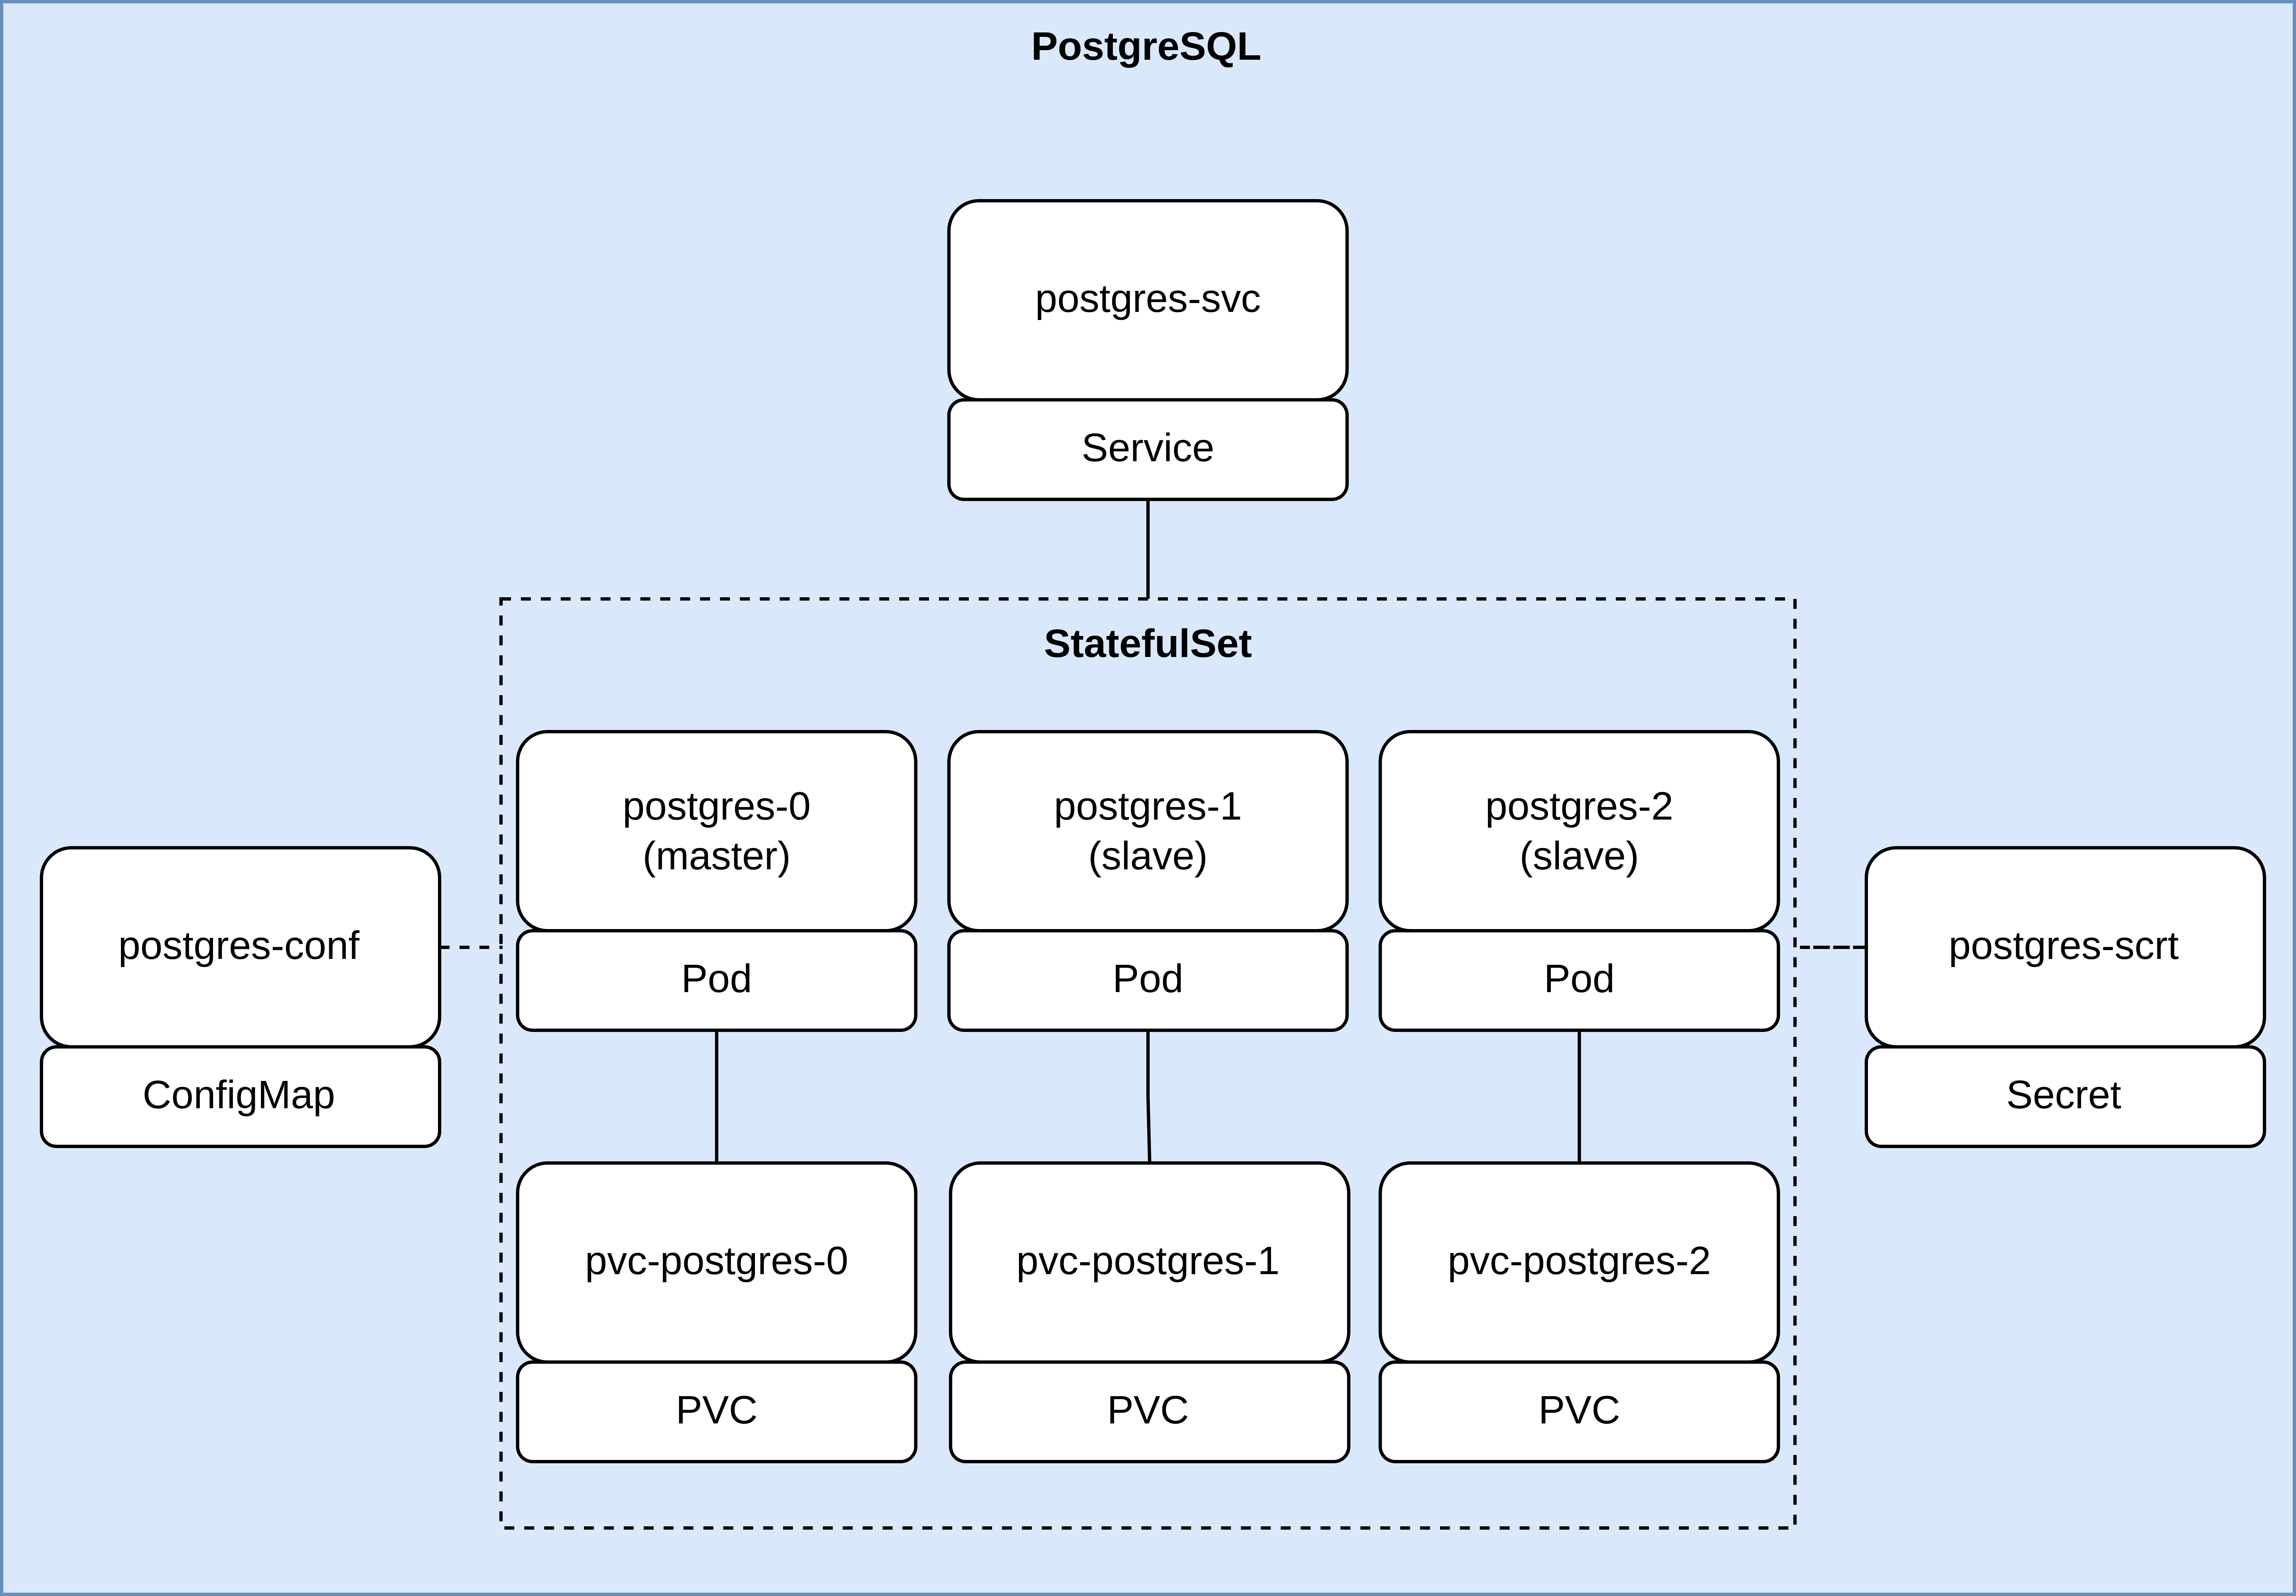 PostgreSQL
postgres-svc
Service
StatefulSet
postgres-0
(master)
Pod
postgres-1
(slave)
Pod
postgres-2
(slave)
Pod
postgres-conf
ConfigMap
postgres-scrt
Secret
pvc-postgres-0
PVC
pvc-postgres-1
PVC
pvc-postgres-2
PVC